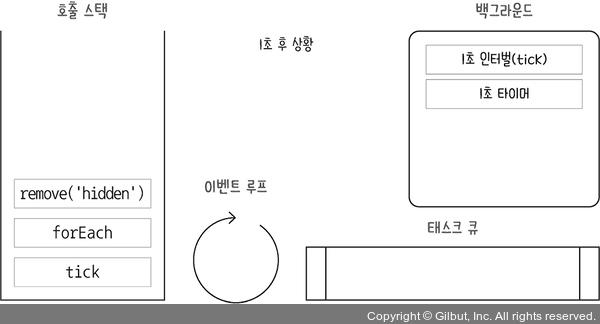 호출 스택
백그라운드
1초 후 상황
1초 인터벌(tick)
1초 타이머
remove('hidden')
이벤트 루프
forEach
태스크 큐
tick
Copyright © Gilbut, Inc. All rights reserved.